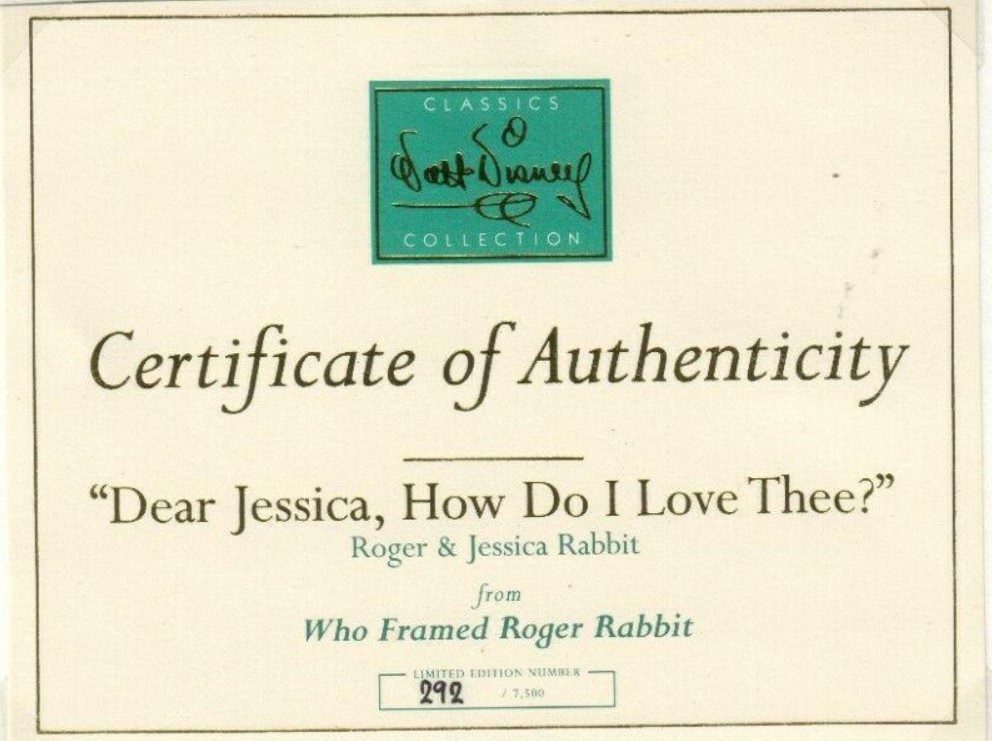 CLASSICS
Walt Disney
COLLECTION
Certificate of Authenticity
“Dear Jessica, How Do I Love Thee?”
Roger & Jessica Rabbit
from
Who Framed Roger Rabbit
LIMITED EDITION NUMBER
292 / 7,500